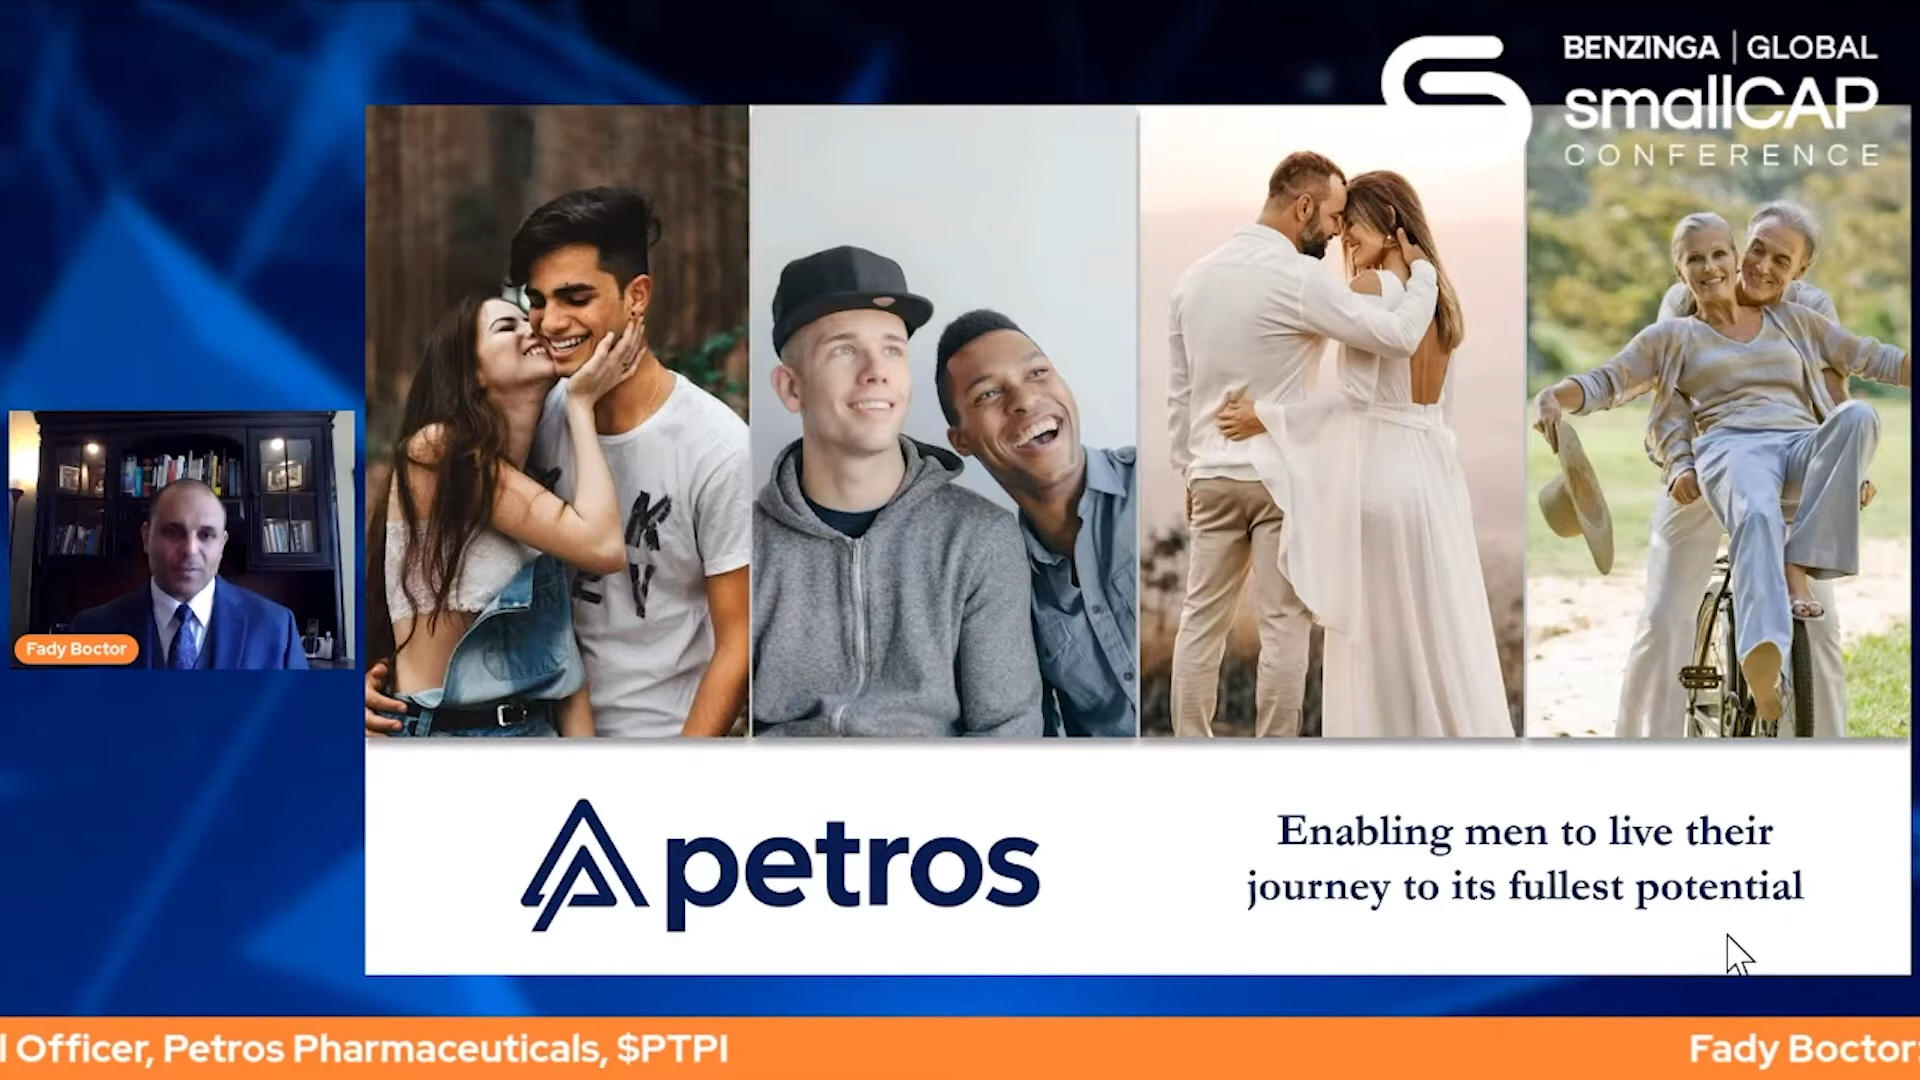 BENZINGA | GLOBAL
smallCAP
CONFERENCE
Fady Boctor
petros
Enabling men to live their
journey to its fullest potential
l Officer, Petros Pharmaceuticals, $PTPI
Fady Boctor